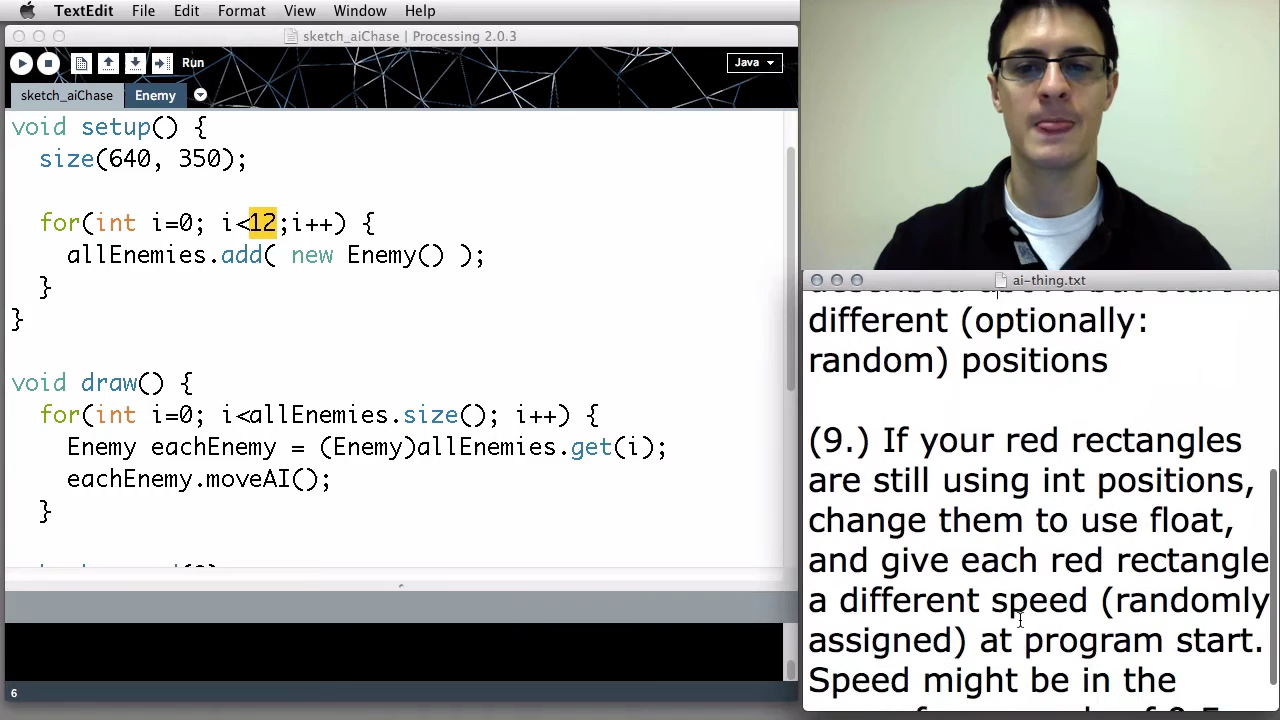 TextEdit File Edit Format View Window Help
sketch_aiChase | Processing 2.0.3
Run
Java
sketch_aiChase Enemy
void setup() {
size(640, 350);
for(int i=0; i<12;i++) {
allEnemies.add( new Enemy() );
}
}
void draw() {
for(int i=0; i<allEnemies.size(); i++) {
Enemy eachEnemy = (Enemy)allEnemies.get(i);
eachEnemy.moveAI();
}
6
ai-thing.txt
different (optionally:
random) positions
(9.) If your red rectangles
are still using int positions,
change them to use float,
and give each red rectangle
a different speed (randomly
assigned) at program start.
Speed might be in the